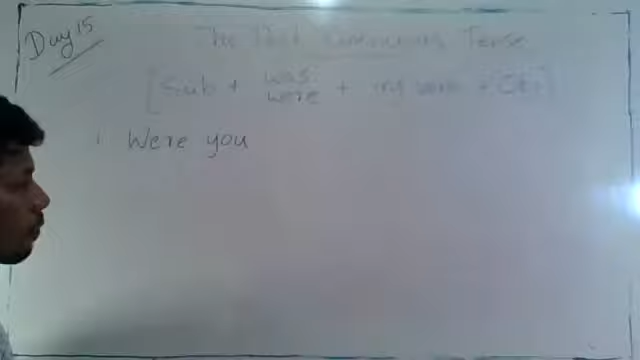 Day 15
The Past Continuous Tense
[Sub + was/were + ing verb + Obj]
1 Were you